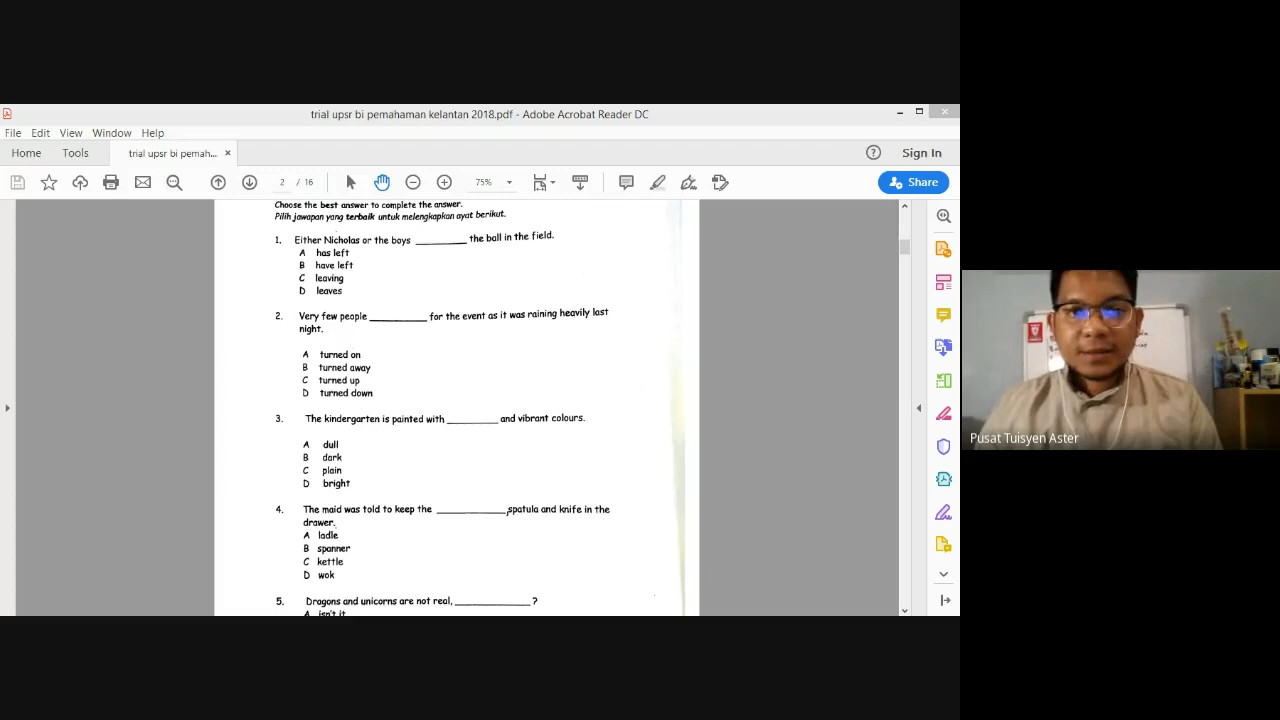 trial upsr bi pemahaman kelantan 2018.pdf - Adobe Acrobat Reader DC
File Edit View Window Help
Home Tools trial upsr bi pemah... × Sign In
2 / 16 75% Share
Choose the best answer to complete the answer.
Pilih jawapan yang terbaik untuk melengkapkan ayat berikut.
1. Either Nicholas or the boys ________ the ball in the field.
A has left
B have left
C leaving
D leaves
2. Very few people _________ for the event as it was raining heavily last
night.
A turned on
B turned away
C turned up
D turned down
3. The kindergarten is painted with ________ and vibrant colours.
A dull
B dark
C plain
D bright
4. The maid was told to keep the ___________,spatula and knife in the
drawer.
A ladle
B spanner
C kettle
D wok
5. Dragons and unicorns are not real, ____________ ?
A isn't it
Pusat Tuisyen Aster